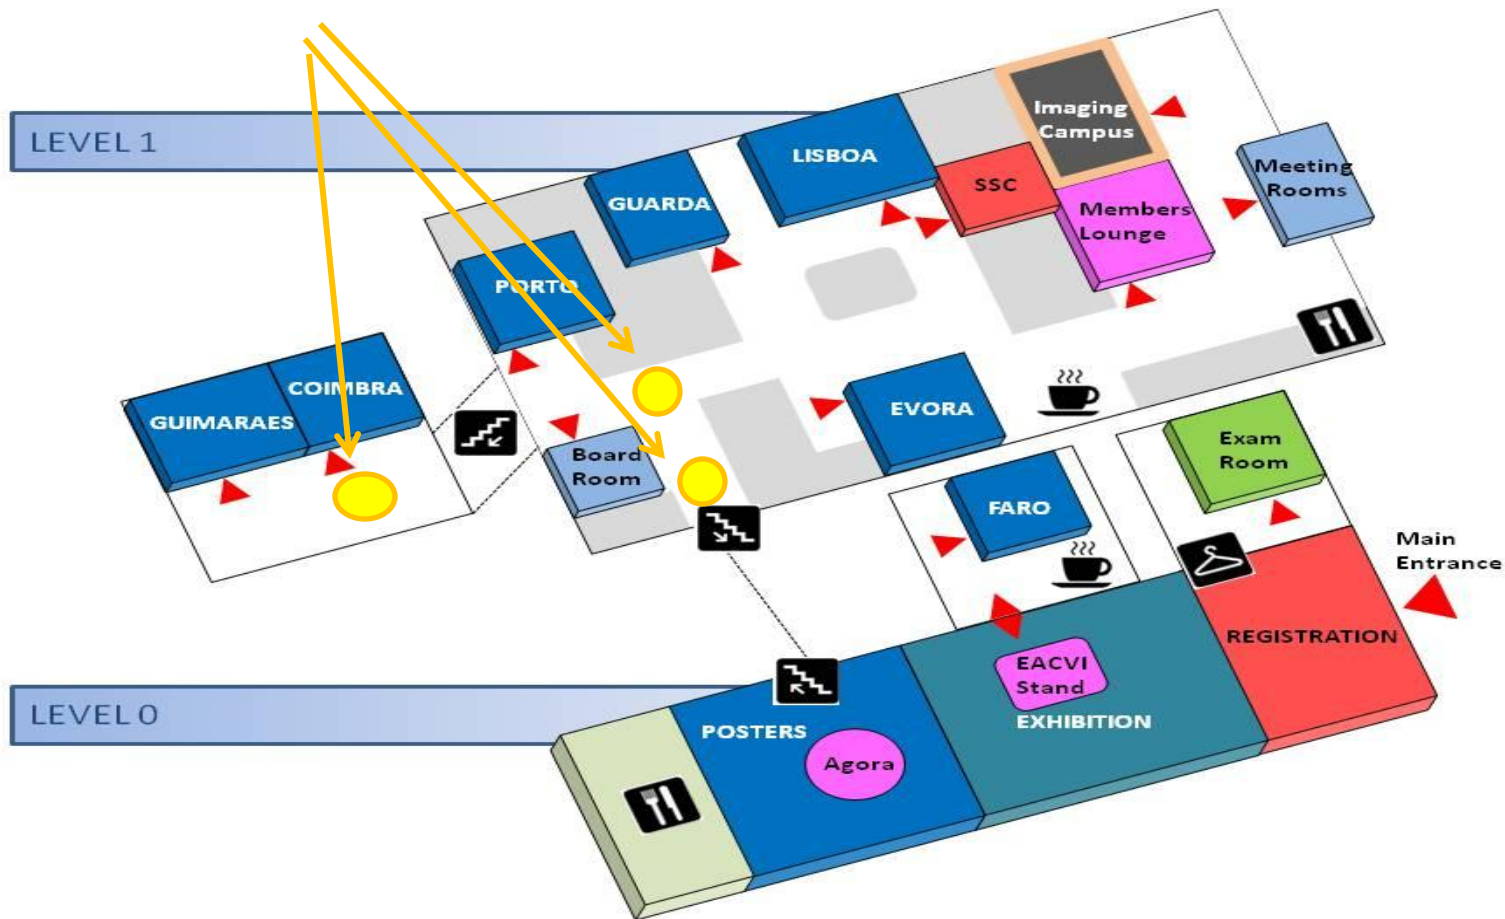 LEVEL 1
Imaging
Campus
LISBOA
Meeting
Rooms
SSC
GUARDA
Members
Lounge
PORTO
COIMBRA
GUIMARAES
EVORA
Exam
Room
Board
Room
FARO
Main
Entrance
REGISTRATION
EACVI
Stand
LEVEL 0
EXHIBITION
POSTERS
Agora